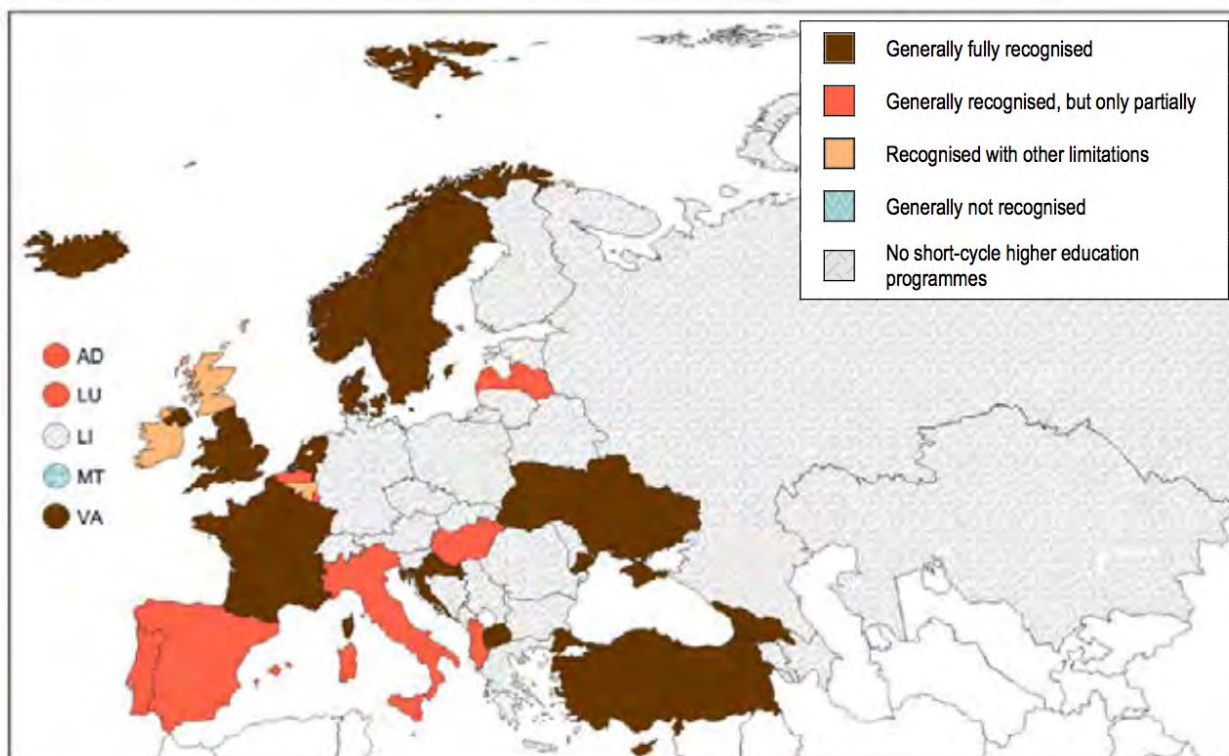 Generally fully recognised
Generally recognised, but only partially
Recognised with other limitations
Generally not recognised
No short-cycle higher education
programmes
AD
LU
LI
MT
VA